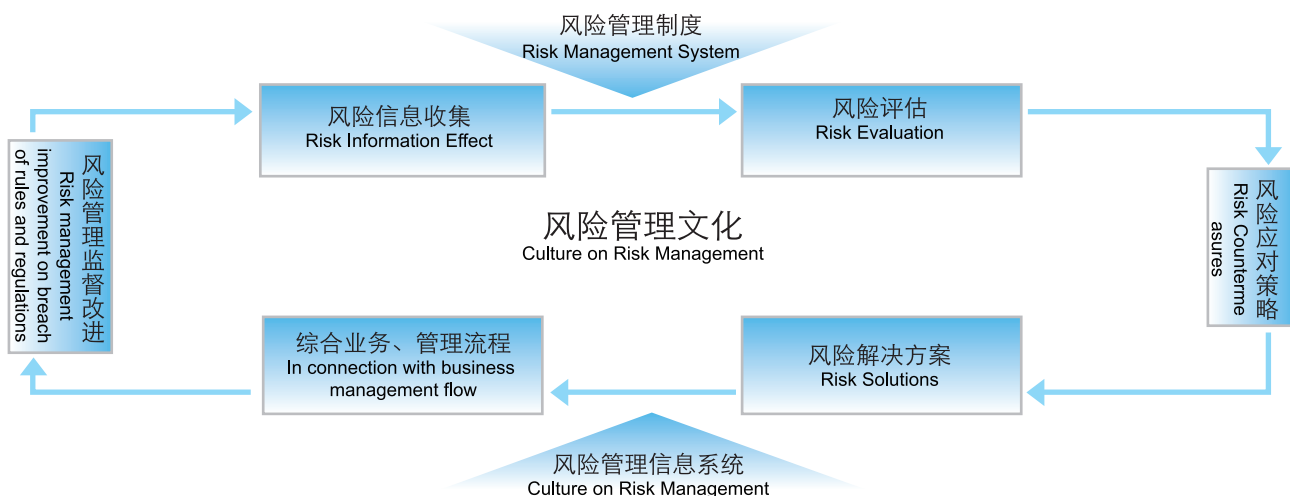 风险管理制度
Risk Management System
风险信息收集
Risk Information Effect
风险评估
Risk Evaluation
风险管理监督改进
Risk management
improvement on breach
of rules and regulations
风险应对策略
Risk Counterme
asures
风险管理文化
Culture on Risk Management
综合业务、管理流程
In connection with business
management flow
风险解决方案
Risk Solutions
风险管理信息系统
Culture on Risk Management